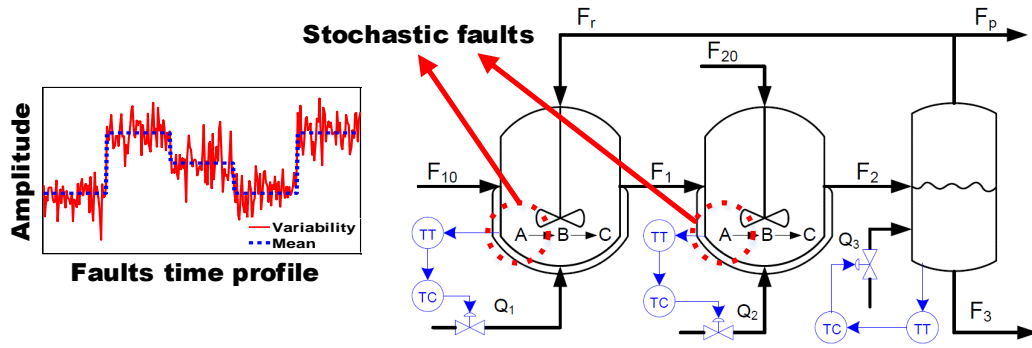 Stochastic faults
Amplitude
Variability
Mean
Faults time profile
F_r
F_p
F_20
F_10
F_1
F_2
A → B → C
A → B → C
TT
TC
Q_1
TT
TC
Q_2
Q_3
TC
TT
F_3